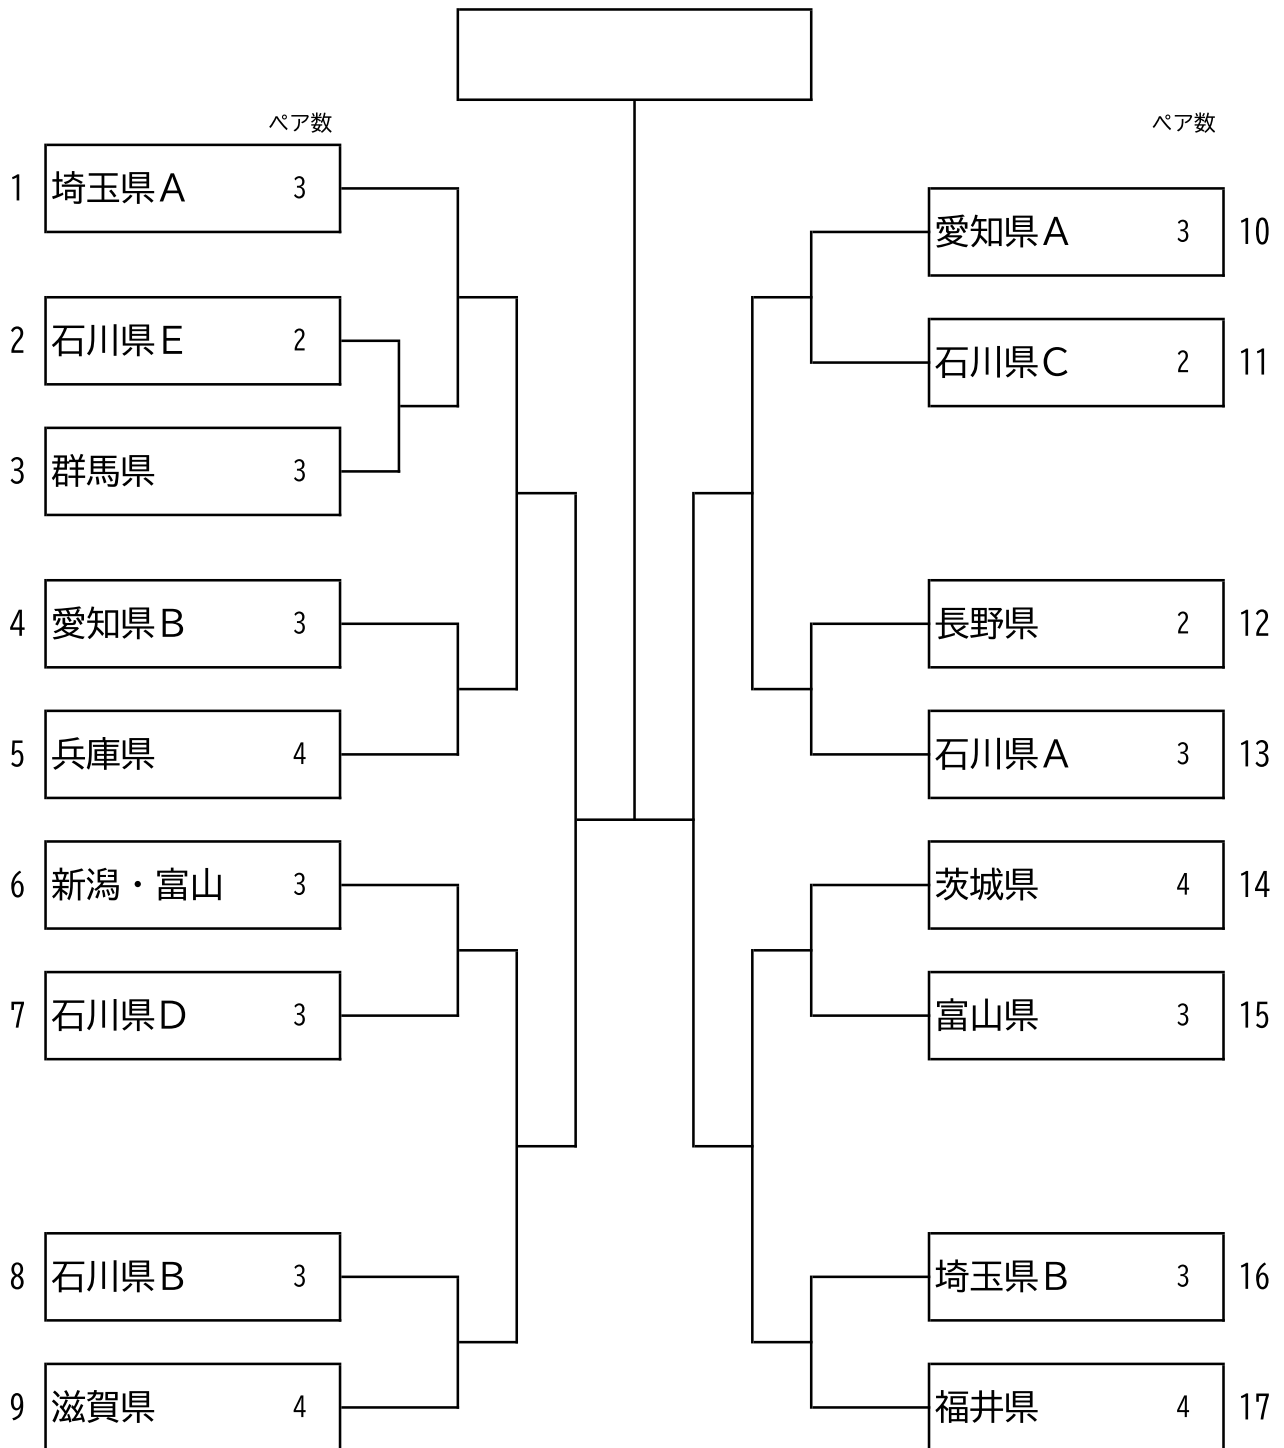 ペア数
1 埼玉県A 3
2 石川県E 2
3 群馬県 3
4 愛知県B 3
5 兵庫県 4
6 新潟・富山 3
7 石川県D 3
8 石川県B 3
9 滋賀県 4
ペア数
愛知県A 3 10
石川県C 2 11
長野県 2 12
石川県A 3 13
茨城県 4 14
富山県 3 15
埼玉県B 3 16
福井県 4 17